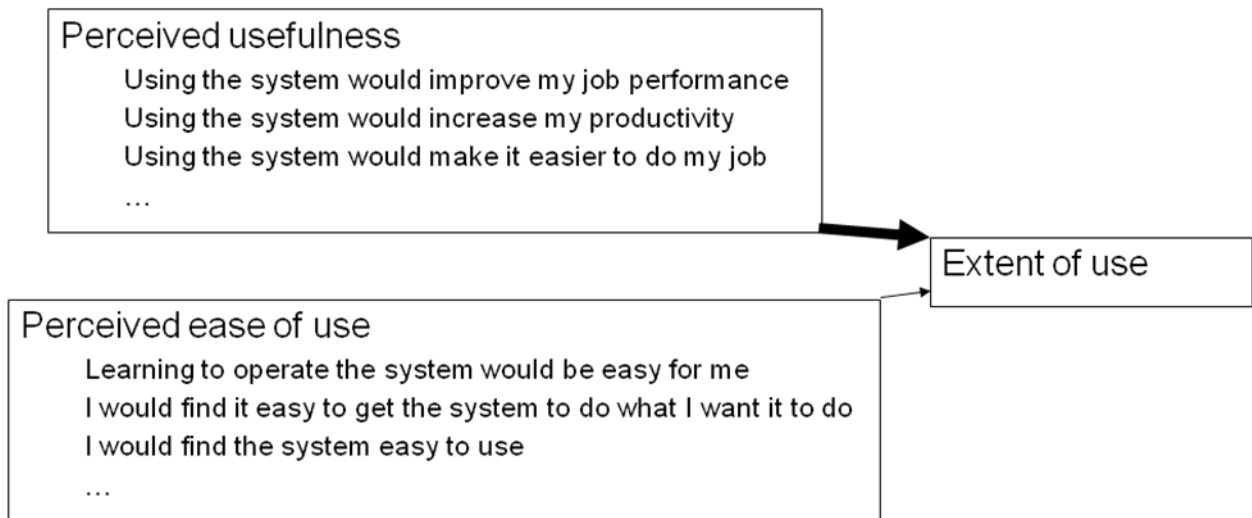 Perceived usefulness
Using the system would improve my job performance
Using the system would increase my productivity
Using the system would make it easier to do my job
...
Extent of use
Perceived ease of use
Learning to operate the system would be easy for me
I would find it easy to get the system to do what I want it to do
I would find the system easy to use
...